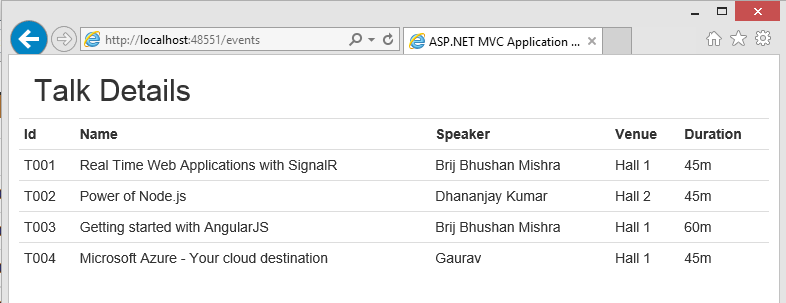 http://localhost:48551/events
ASP.NET MVC Application ...
Talk Details
Id Name Speaker Venue Duration
T001 Real Time Web Applications with SignalR Brij Bhushan Mishra Hall 1 45m
T002 Power of Node.js Dhananjay Kumar Hall 2 45m
T003 Getting started with AngularJS Brij Bhushan Mishra Hall 1 60m
T004 Microsoft Azure - Your cloud destination Gaurav Hall 1 45m